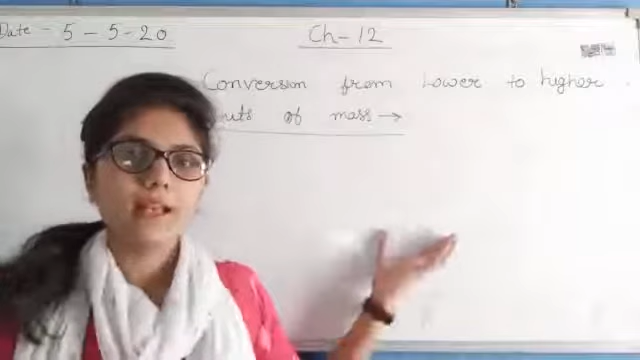 Date - 5 - 5 - 20
Ch - 12
Conversion from Lower to higher
of mass →